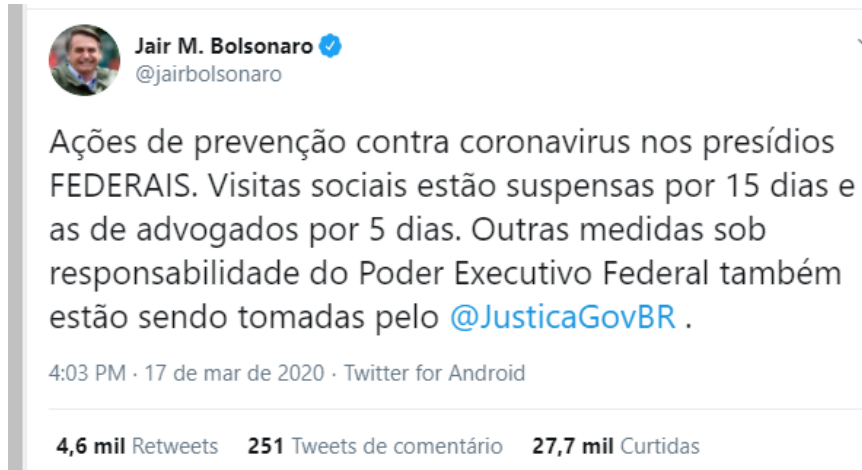 Jair M. Bolsonaro
@jairbolsonaro
Ações de prevenção contra coronavirus nos presídios
FEDERAIS. Visitas sociais estão suspensas por 15 dias e
as de advogados por 5 dias. Outras medidas sob
responsabilidade do Poder Executivo Federal também
estão sendo tomadas pelo @JusticaGovBR .
4:03 PM · 17 de mar de 2020 · Twitter for Android
4,6 mil Retweets 251 Tweets de comentário 27,7 mil Curtidas